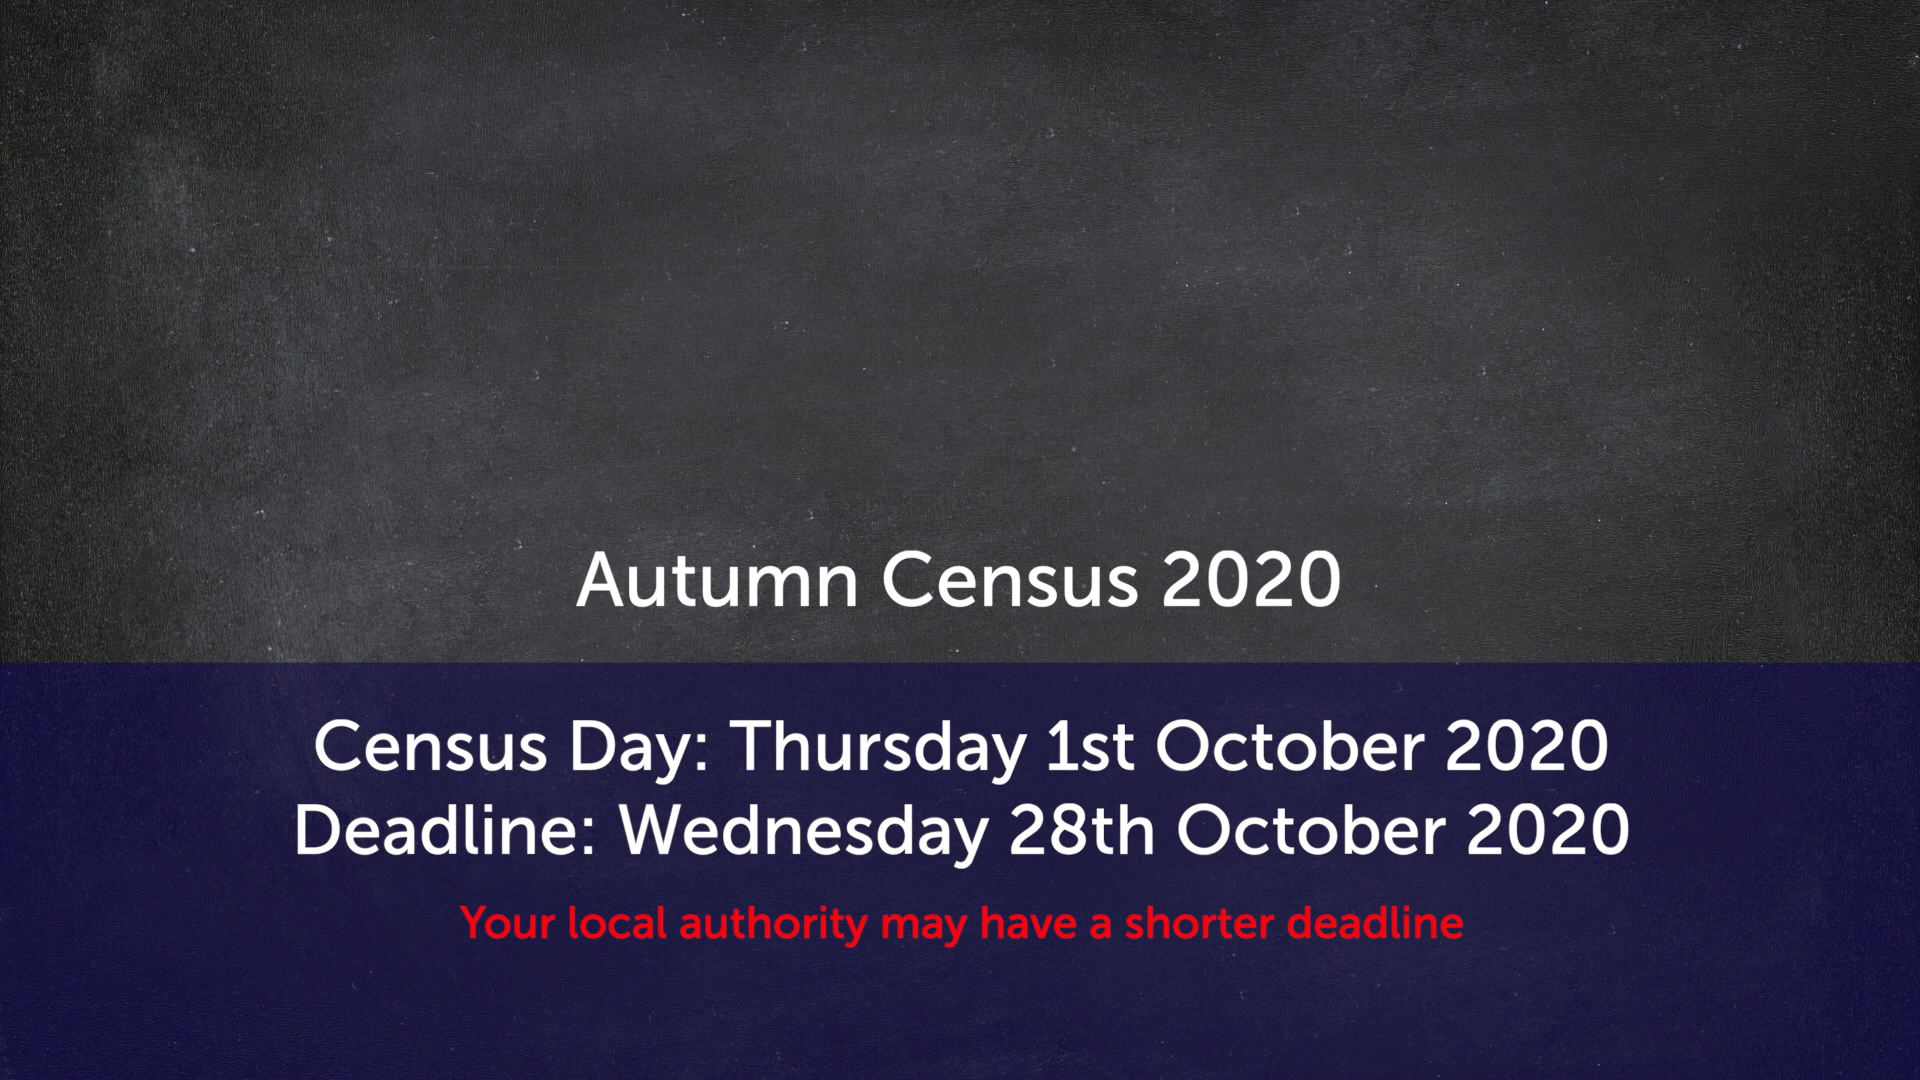 Autumn Census 2020
Census Day: Thursday 1st October 2020
Deadline: Wednesday 28th October 2020
Your local authority may have a shorter deadline